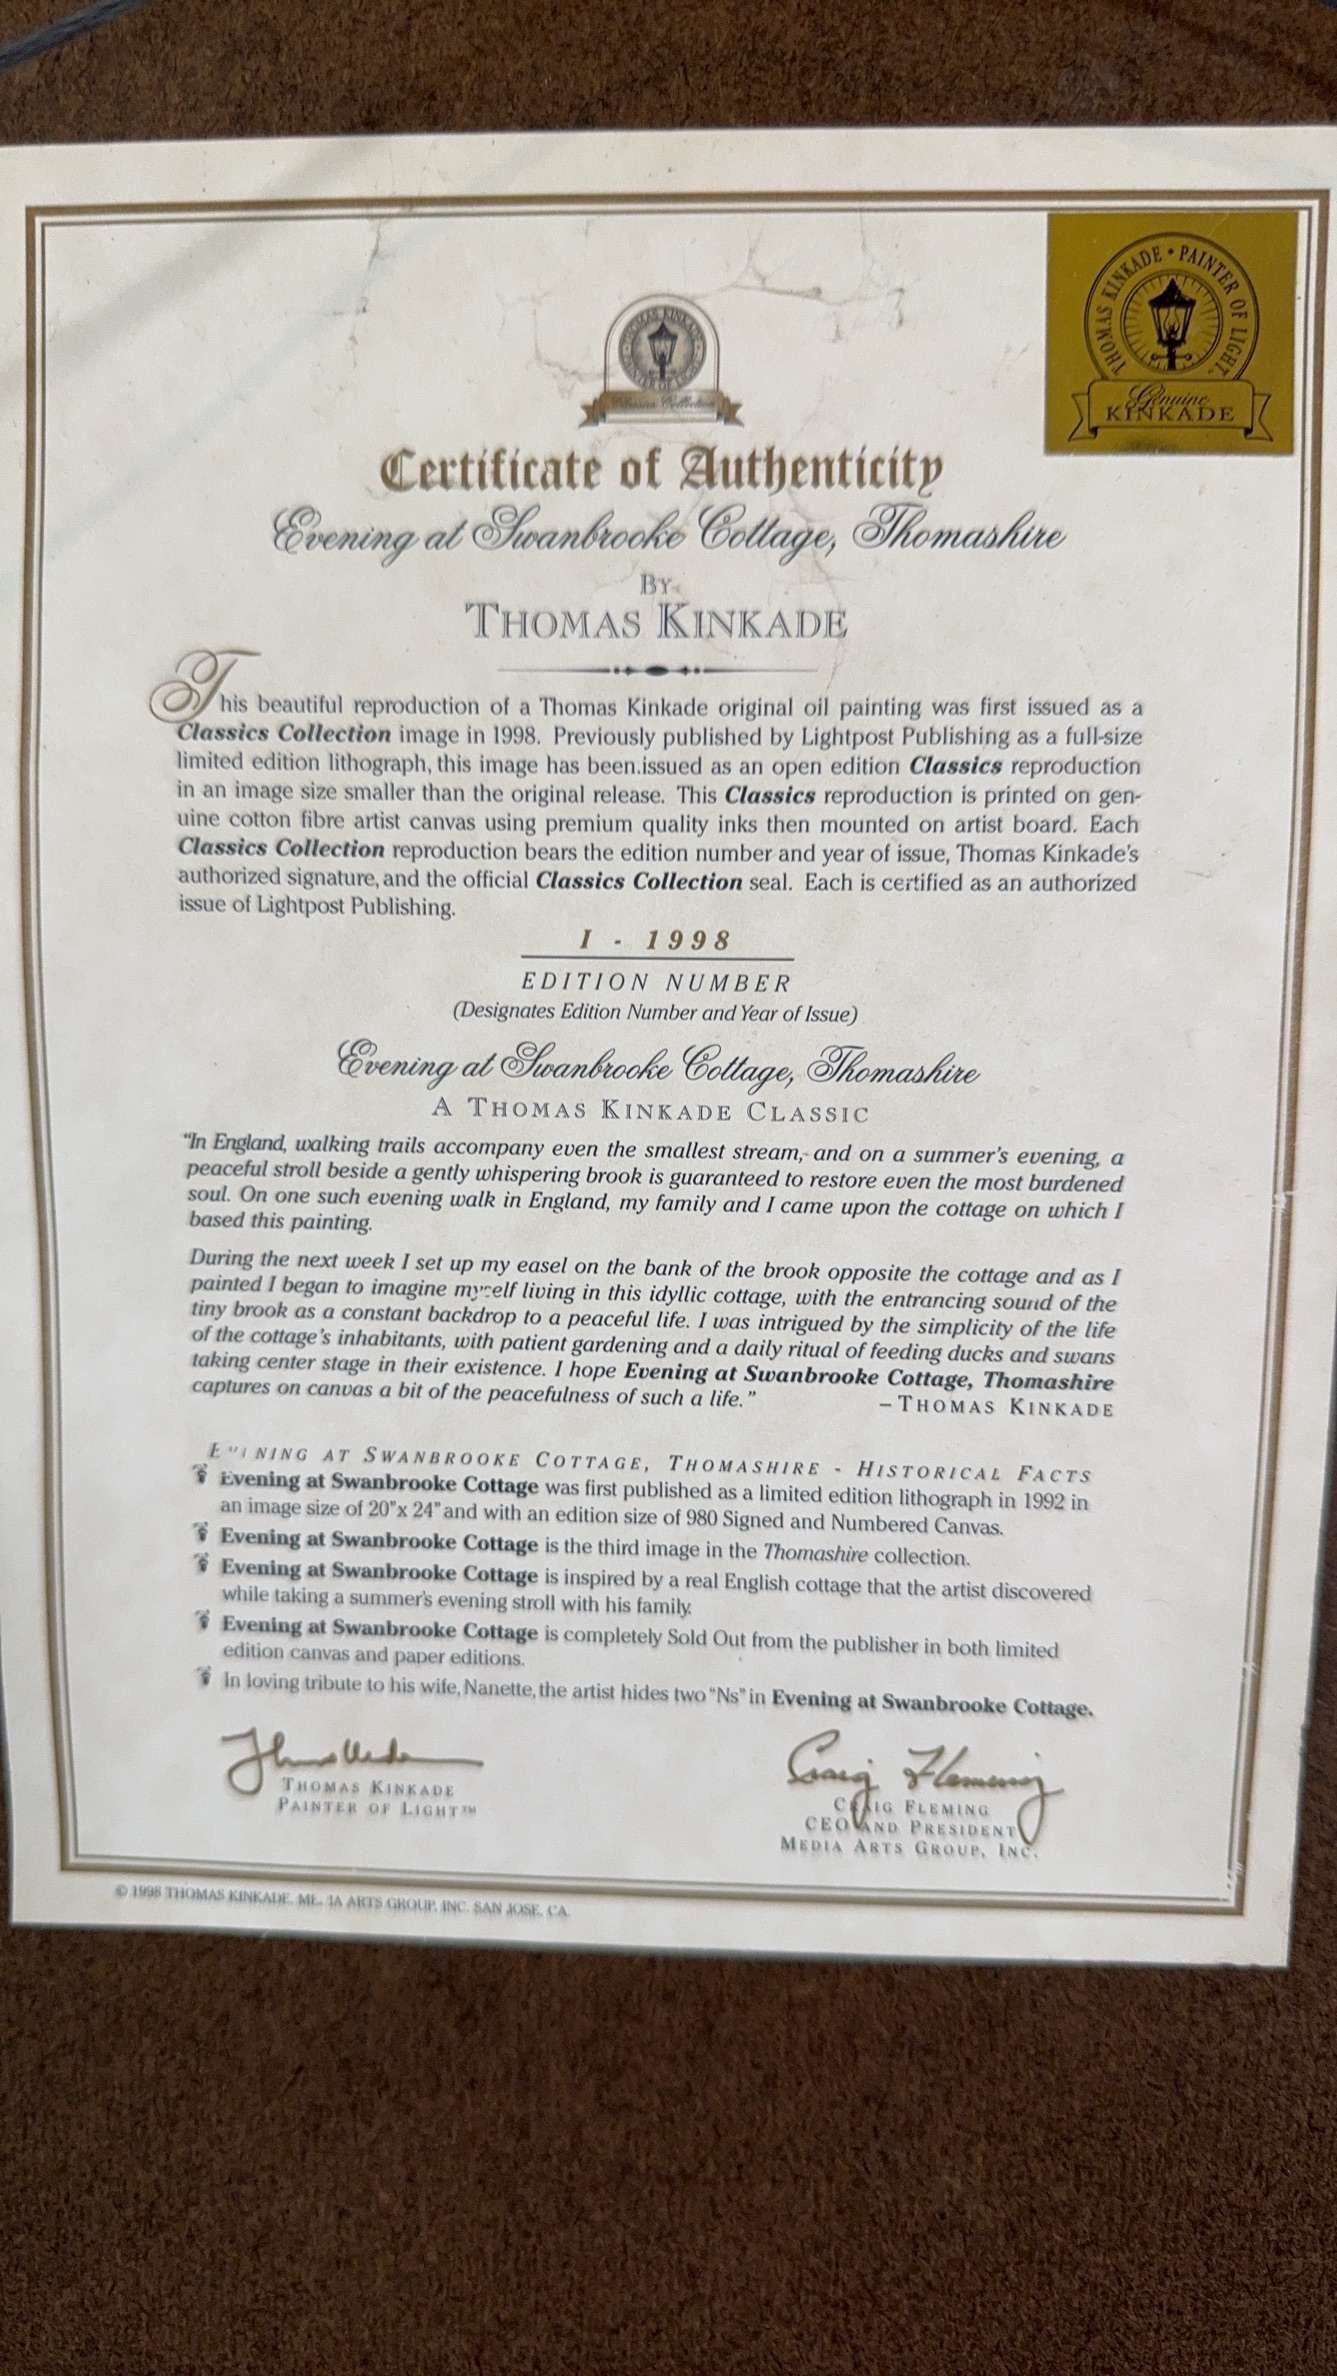 THOMAS KINKADE • PAINTER OF LIGHT™
Genuine
KINKADE
THOMAS KINKADE
PAINTER OF LIGHT
Classics Collection
Certificate of Authenticity
Evening at Swanbrooke Cottage, Thomashire
BY
THOMAS KINKADE
This beautiful reproduction of a Thomas Kinkade original oil painting was first issued as a
Classics Collection image in 1998. Previously published by Lightpost Publishing as a full-size
limited edition lithograph, this image has been issued as an open edition Classics reproduction
in an image size smaller than the original release. This Classics reproduction is printed on gen-
uine cotton fibre artist canvas using premium quality inks then mounted on artist board. Each
Classics Collection reproduction bears the edition number and year of issue, Thomas Kinkade's
authorized signature, and the official Classics Collection seal. Each is certified as an authorized
issue of Lightpost Publishing.
I - 1998
EDITION NUMBER
(Designates Edition Number and Year of Issue)
Evening at Swanbrooke Cottage, Thomashire
A THOMAS KINKADE CLASSIC
"In England, walking trails accompany even the smallest stream, and on a summer's evening, a
peaceful stroll beside a gently whispering brook is guaranteed to restore even the most burdened
soul. On one such evening walk in England, my family and I came upon the cottage on which I
based this painting.
During the next week I set up my easel on the bank of the brook opposite the cottage and as I
painted I began to imagine myself living in this idyllic cottage, with the entrancing sound of the
tiny brook as a constant backdrop to a peaceful life. I was intrigued by the simplicity of the life
of the cottage's inhabitants, with patient gardening and a daily ritual of feeding ducks and swans
taking center stage in their existence. I hope Evening at Swanbrooke Cottage, Thomashire
captures on canvas a bit of the peacefulness of such a life." – THOMAS KINKADE
EVENING AT SWANBROOKE COTTAGE, THOMASHIRE - HISTORICAL FACTS
Evening at Swanbrooke Cottage was first published as a limited edition lithograph in 1992 in
an image size of 20"x 24" and with an edition size of 980 Signed and Numbered Canvas.
Evening at Swanbrooke Cottage is the third image in the Thomashire collection.
Evening at Swanbrooke Cottage is inspired by a real English cottage that the artist discovered
while taking a summer's evening stroll with his family.
Evening at Swanbrooke Cottage is completely Sold Out from the publisher in both limited
edition canvas and paper editions.
In loving tribute to his wife, Nanette, the artist hides two "Ns" in Evening at Swanbrooke Cottage.
Craig Fleming
THOMAS KINKADE
PAINTER OF LIGHT™
CRAIG FLEMING
CEO AND PRESIDENT
MEDIA ARTS GROUP, INC.
© 1998 THOMAS KINKADE, MEDIA ARTS GROUP, INC. SAN JOSE, CA